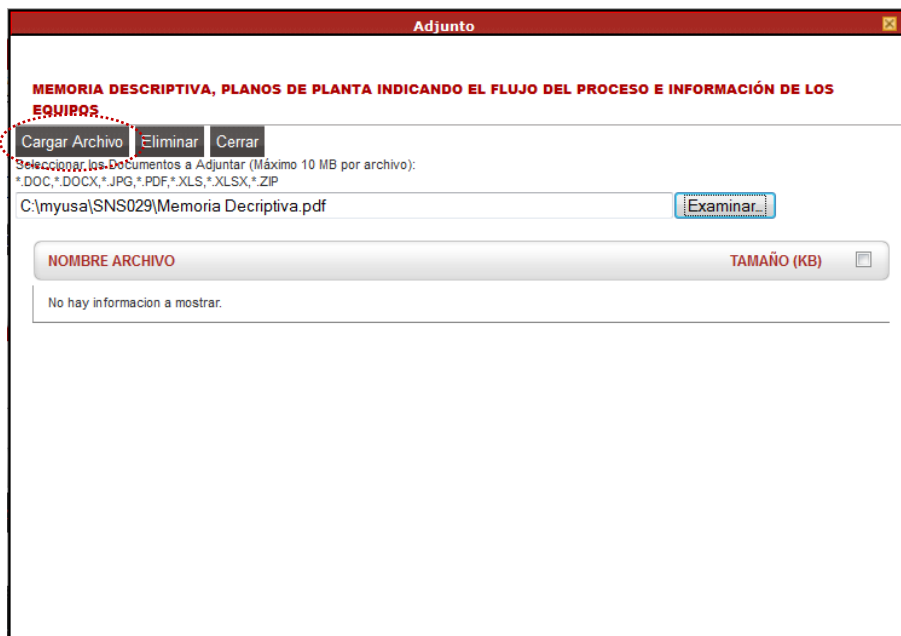 Adjunto
MEMORIA DESCRIPTIVA, PLANOS DE PLANTA INDICANDO EL FLUJO DEL PROCESO E INFORMACIÓN DE LOS
EQUIPOS
Cargar Archivo Eliminar Cerrar
Seleccionar los Documentos a Adjuntar (Máximo 10 MB por archivo):
*.DOC,*.DOCX,*.JPG,*.PDF,*.XLS,*.XLSX,*.ZIP
C:\myusa\SNS029\Memoria Decriptiva.pdf Examinar...
NOMBRE ARCHIVO TAMAÑO (KB)
No hay informacion a mostrar.